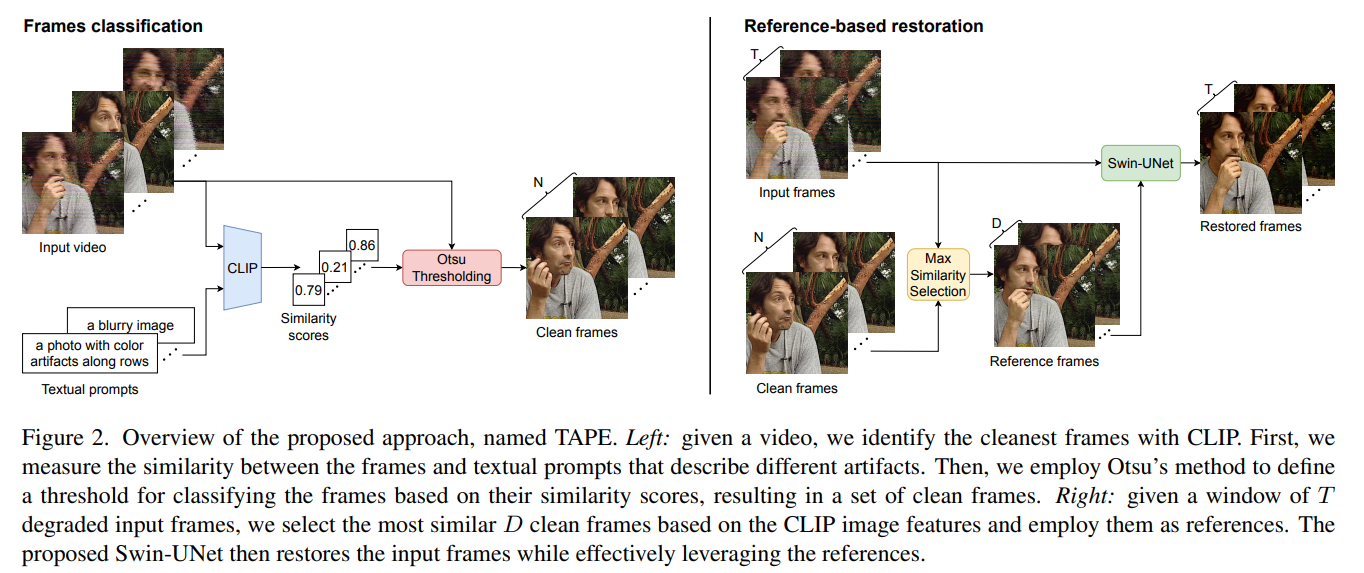 Frames classification
Input video
a blurry image
a photo with color
artifacts along rows
Textual prompts
CLIP
0.86
0.21
0.79
Similarity
scores
Otsu
Thresholding
N
Clean frames
Reference-based restoration
T
Input frames
N
Clean frames
Max
Similarity
Selection
D
Reference frames
Swin-UNet
T
Restored frames
Figure 2. Overview of the proposed approach, named TAPE. Left: given a video, we identify the cleanest frames with CLIP. First, we
measure the similarity between the frames and textual prompts that describe different artifacts. Then, we employ Otsu's method to define
a threshold for classifying the frames based on their similarity scores, resulting in a set of clean frames. Right: given a window of T
degraded input frames, we select the most similar D clean frames based on the CLIP image features and employ them as references. The
proposed Swin-UNet then restores the input frames while effectively leveraging the references.